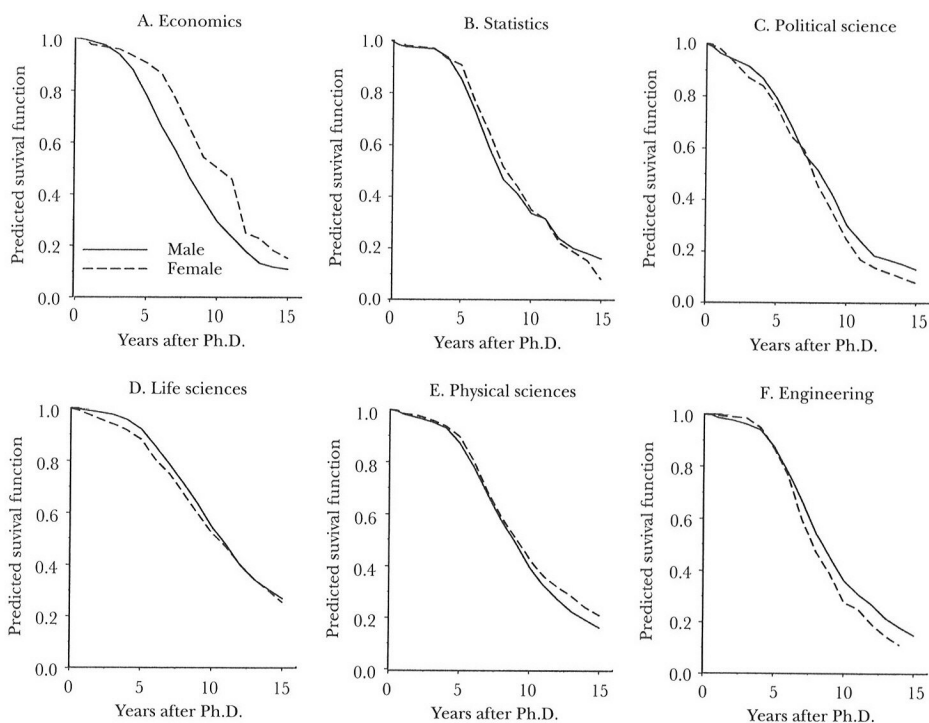 A. Economics
Predicted suvival function
1.0
0.8
0.6
0.4
0.2
0.0
Male
Female
0 5 10 15
Years after Ph.D.
B. Statistics
Predicted suvival function
1.0
0.8
0.6
0.4
0.2
0.0
0 5 10 15
Years after Ph.D.
C. Political science
Predicted suvival function
1.0
0.8
0.6
0.4
0.2
0.0
0 5 10 15
Years after Ph.D.
D. Life sciences
Predicted suvival function
1.0
0.8
0.6
0.4
0.2
0.0
0 5 10 15
Years after Ph.D.
E. Physical sciences
Predicted suvival function
1.0
0.8
0.6
0.4
0.2
0.0
0 5 10 15
Years after Ph.D.
F. Engineering
Predicted suvival function
1.0
0.8
0.6
0.4
0.2
0.0
0 5 10 15
Years after Ph.D.